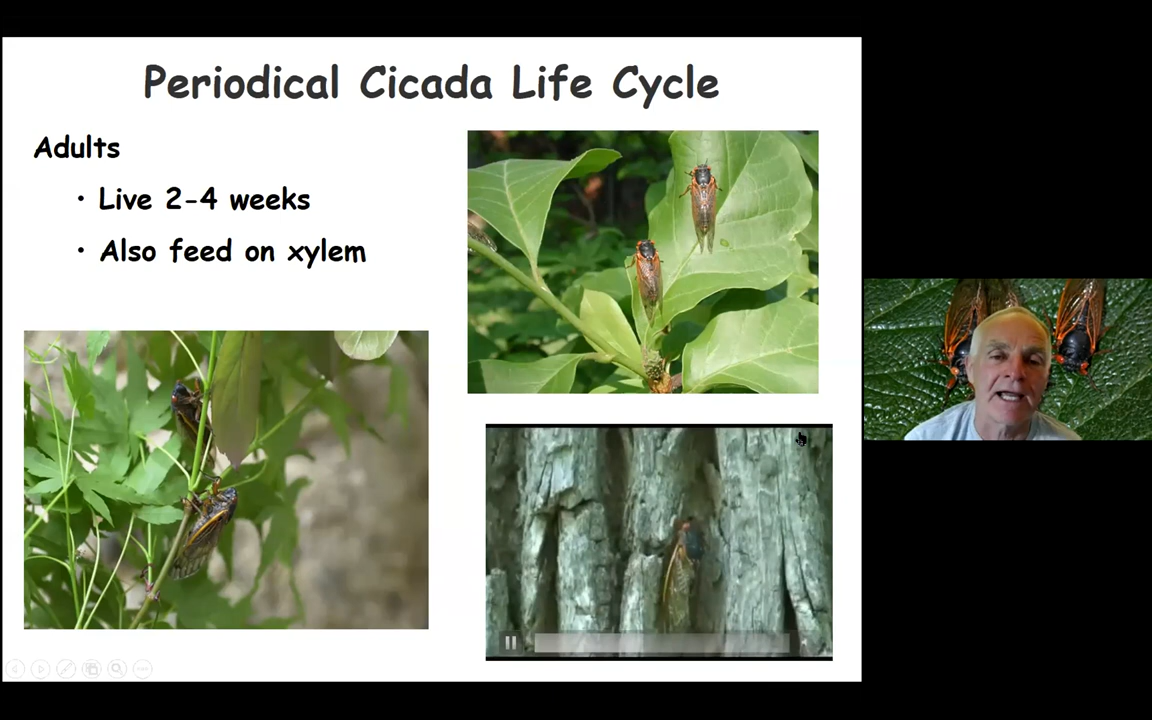 Periodical Cicada Life Cycle
Adults
• Live 2-4 weeks
• Also feed on xylem